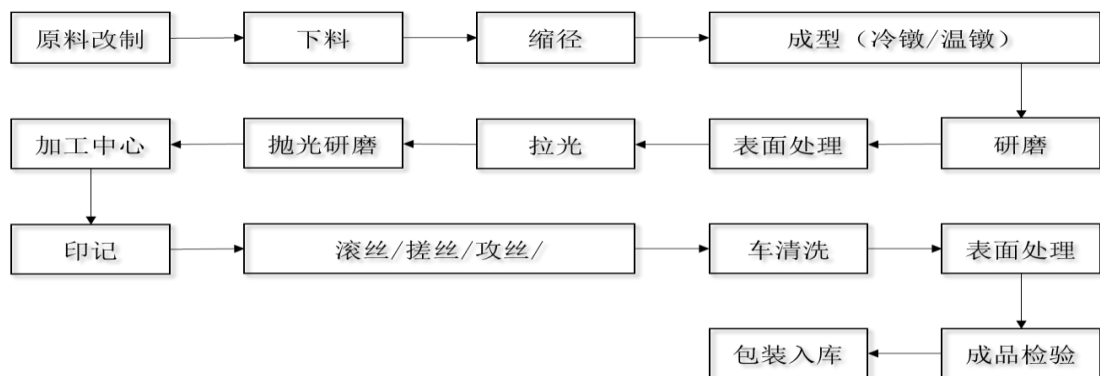 原料改制
下料
缩径
成型（冷镦/温镦）
研磨
表面处理
拉光
抛光研磨
加工中心
印记
滚丝/搓丝/攻丝/
车清洗
表面处理
成品检验
包装入库